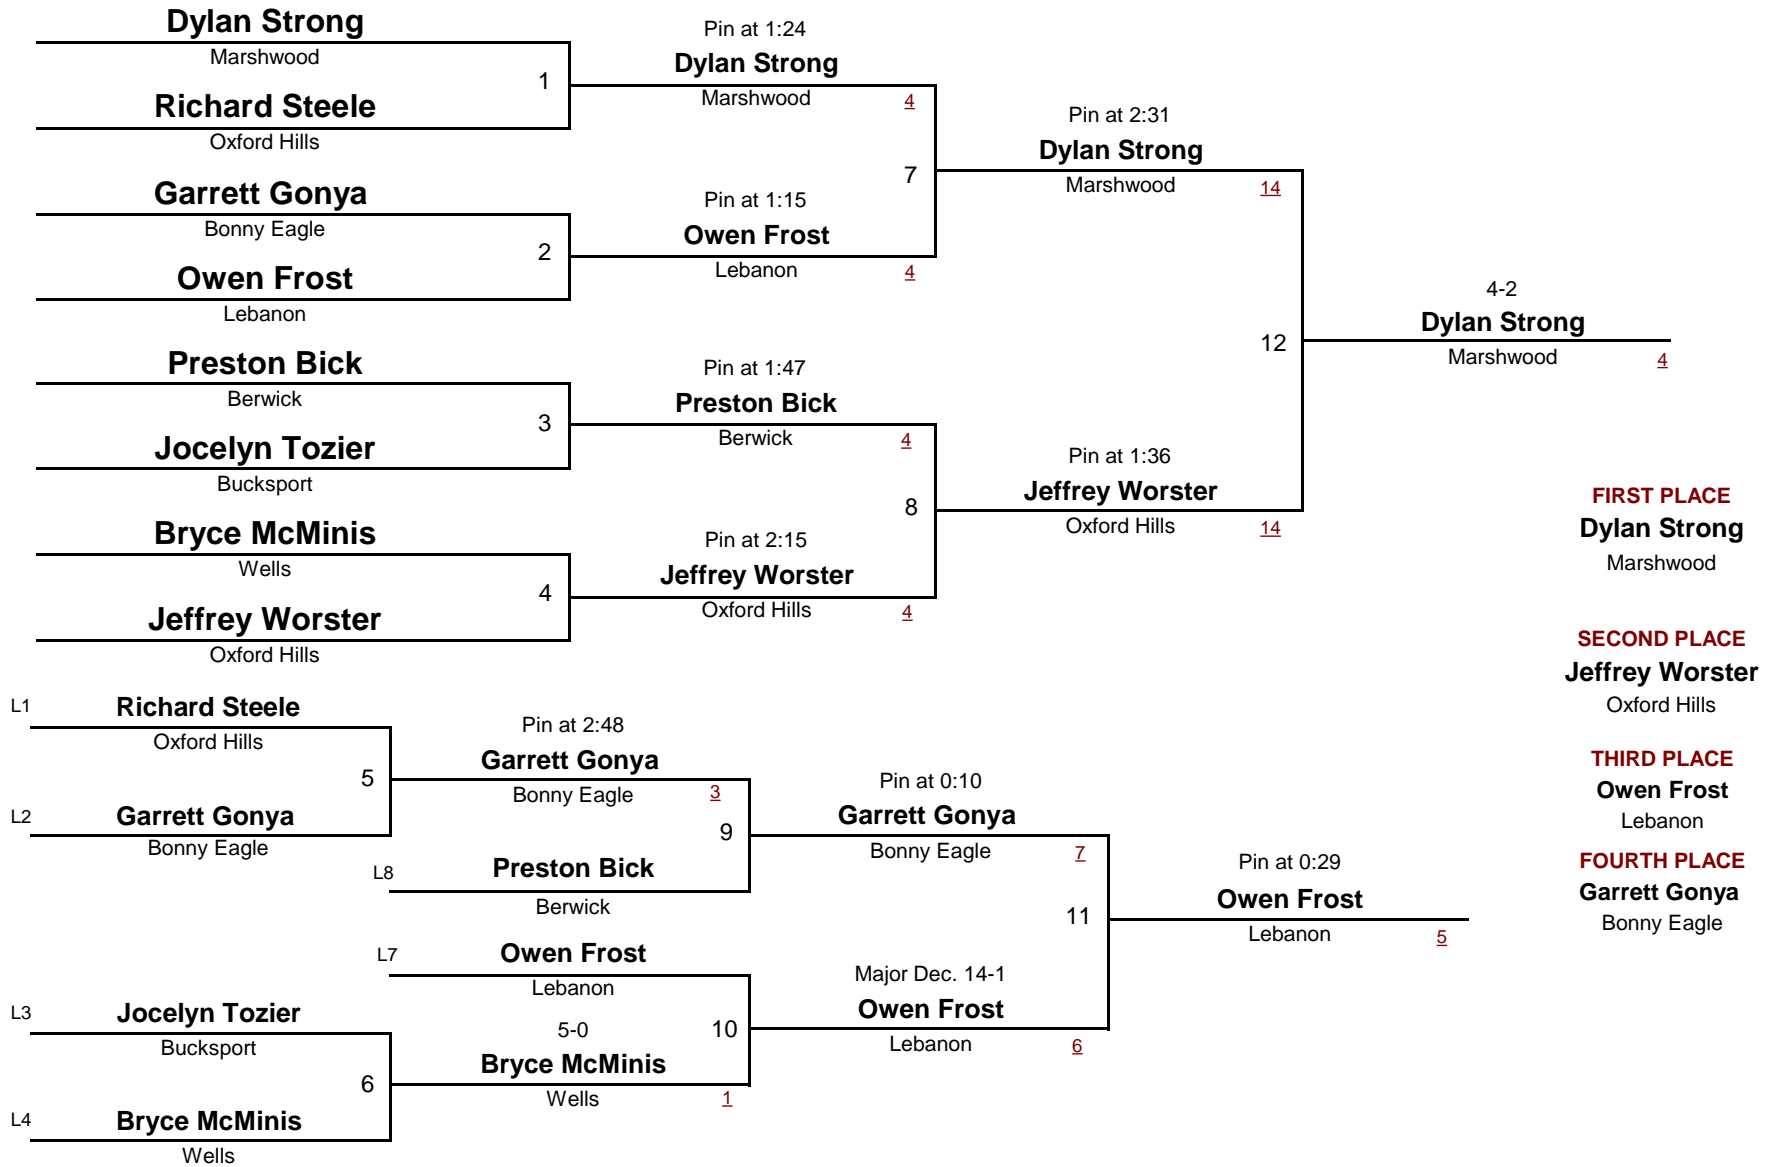 Dylan Strong
Marshwood
1
Richard Steele
Oxford Hills
Garrett Gonya
Bonny Eagle
2
Owen Frost
Lebanon
Preston Bick
Berwick
3
Jocelyn Tozier
Bucksport
Bryce McMinis
Wells
4
Jeffrey Worster
Oxford Hills
Pin at 1:24
Dylan Strong
Marshwood 4
7
Pin at 1:15
Owen Frost
Lebanon 4
Pin at 1:47
Preston Bick
Berwick 4
8
Pin at 2:15
Jeffrey Worster
Oxford Hills 4
Pin at 2:31
Dylan Strong
Marshwood 14
12
Pin at 1:36
Jeffrey Worster
Oxford Hills 14
4-2
Dylan Strong
Marshwood 4
FIRST PLACE
Dylan Strong
Marshwood
SECOND PLACE
Jeffrey Worster
Oxford Hills
THIRD PLACE
Owen Frost
Lebanon
FOURTH PLACE
Garrett Gonya
Bonny Eagle
L1 Richard Steele
Oxford Hills
5
L2 Garrett Gonya
Bonny Eagle
L3 Jocelyn Tozier
Bucksport
6
L4 Bryce McMinis
Wells
Pin at 2:48
Garrett Gonya
Bonny Eagle 3
9
L8 Preston Bick
Berwick
L7 Owen Frost
Lebanon
10
5-0
Bryce McMinis
Wells 1
Pin at 0:10
Garrett Gonya
Bonny Eagle 7
11
Major Dec. 14-1
Owen Frost
Lebanon 6
Pin at 0:29
Owen Frost
Lebanon 5